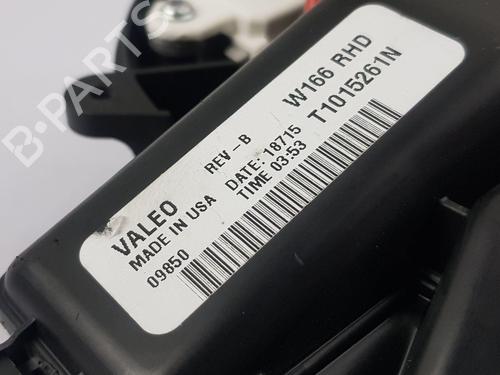 B-PARTS
W166 RHD
T1015261N
REV-B
DATE: 18715
TIME 03:53
VALEO
MADE IN USA
09850